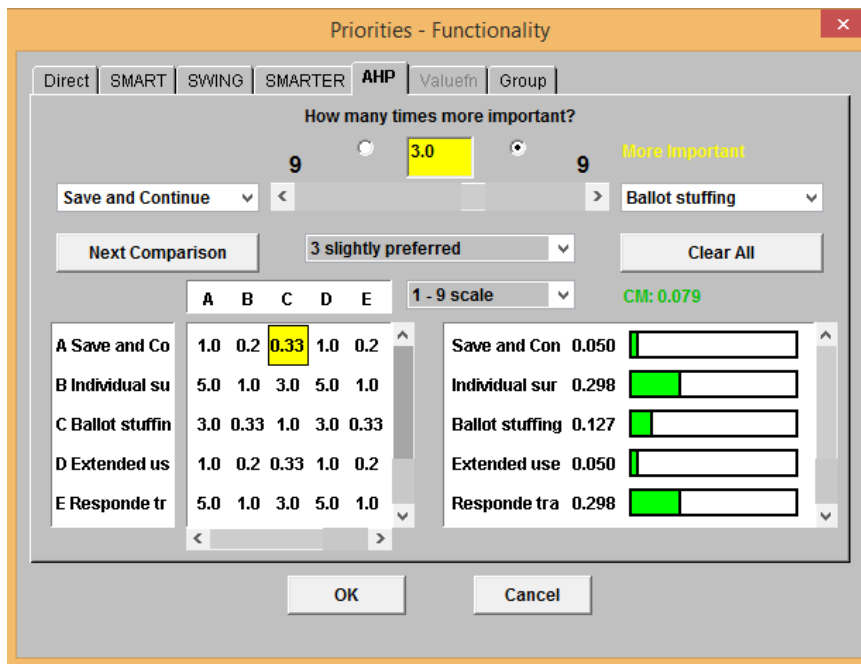 Priorities - Functionality
Direct SMART SWING SMARTER AHP Valuefn Group
How many times more important?
9 3.0 9 More Important
Save and Continue Ballot stuffing
Next Comparison 3 slightly preferred Clear All
A B C D E 1 - 9 scale CM: 0.079
A Save and Co 1.0 0.2 0.33 1.0 0.2 Save and Con 0.050
B Individual su 5.0 1.0 3.0 5.0 1.0 Individual sur 0.298
C Ballot stuffin 3.0 0.33 1.0 3.0 0.33 Ballot stuffing 0.127
D Extended us 1.0 0.2 0.33 1.0 0.2 Extended use 0.050
E Responde tr 5.0 1.0 3.0 5.0 1.0 Responde tra 0.298
OK Cancel